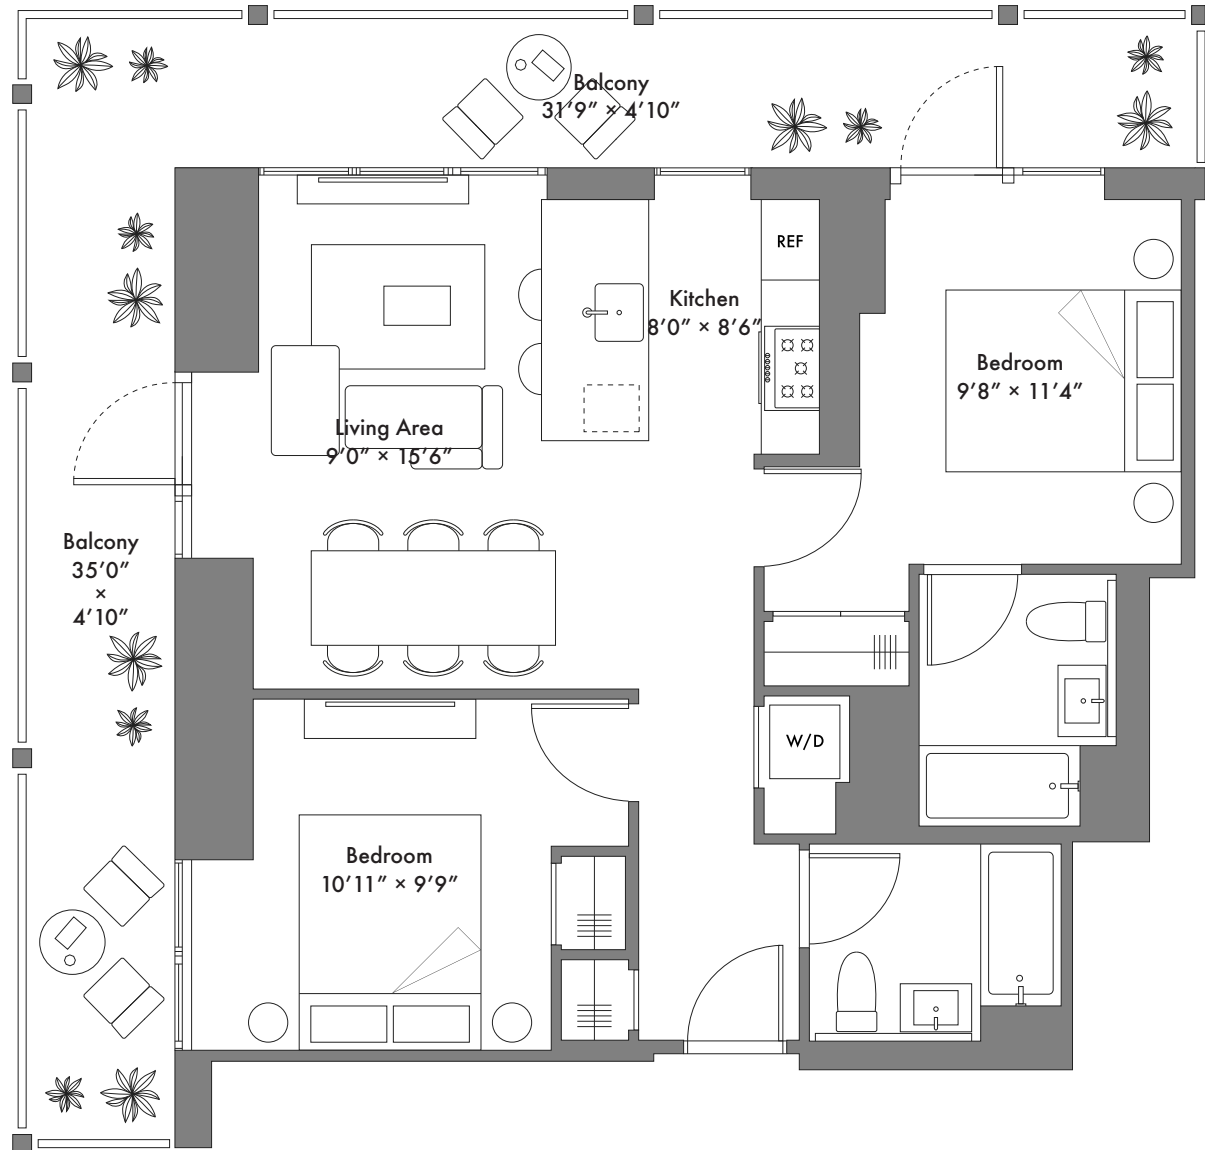 Balcony
31’9” × 4’10”
REF
Kitchen
8’0” × 8’6”
Bedroom
9’8” × 11’4”
Living Area
9’0” × 15’6”
Balcony
35’0”
×
4’10”
W/D
Bedroom
10’11” × 9’9”